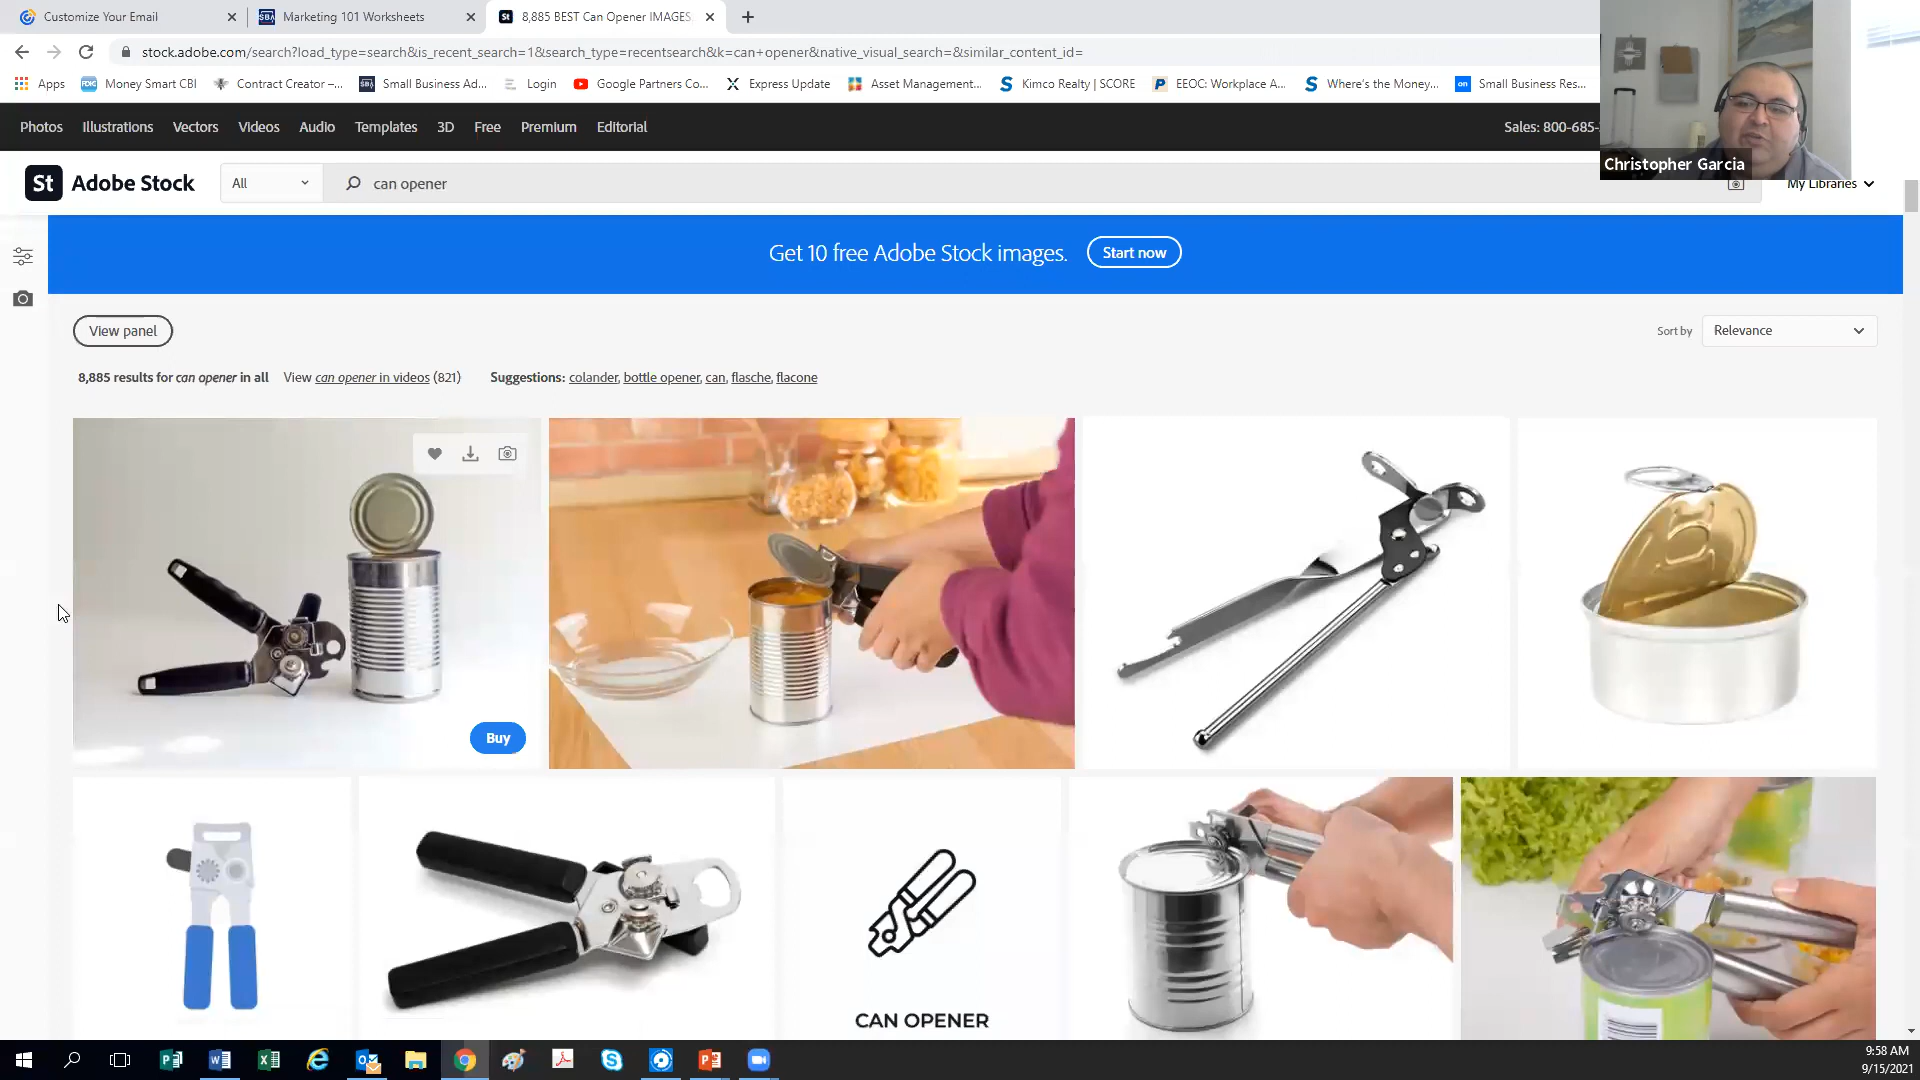 Customize Your Email
Marketing 101 Worksheets
8,885 BEST Can Opener IMAGES
stock.adobe.com/search?load_type=search&is_recent_search=1&search_type=recentsearch&k=can+opener&native_visual_search=&similar_content_id=
Apps
Money Smart CBI
Contract Creator –...
Small Business Ad...
Login
Google Partners Co...
Express Update
Asset Management...
Kimco Realty | SCORE
EEOC: Workplace A...
Where's the Money...
Small Business Res...
Photos Illustrations Vectors Videos Audio Templates 3D Free Premium Editorial
Sales: 800-685-
Christopher Garcia
St Adobe Stock
All
can opener
My Libraries
Get 10 free Adobe Stock images.
Start now
View panel
Sort by
Relevance
8,885 results for can opener in all View can opener in videos (821) Suggestions: colander, bottle opener, can, flasche, flacone
Buy
CAN OPENER
9:58 AM
9/15/2021